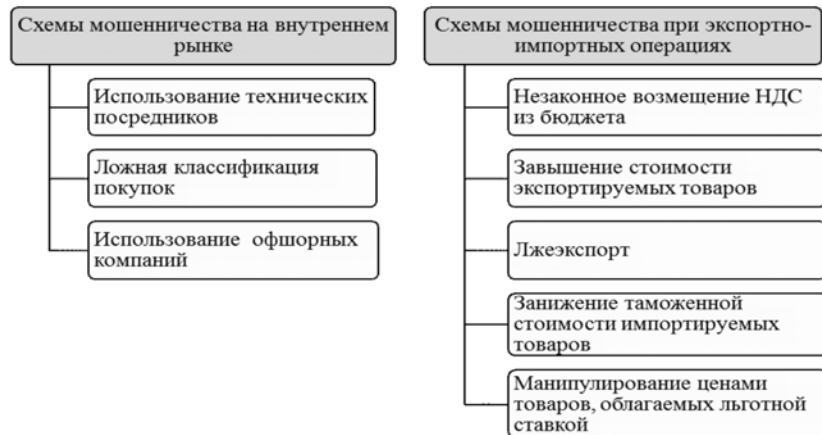 Схемы мошенничества на внутреннем
рынке
Использование технических
посредников
Ложная классификация
покупок
Использование офшорных
компаний
Схемы мошенничества при экспортно-
импортных операциях
Незаконное возмещение НДС
из бюджета
Завышение стоимости
экспортируемых товаров
Лжеэкспорт
Занижение таможенной
стоимости импортируемых
товаров
Манипулирование ценами
товаров, облагаемых льготной
ставкой